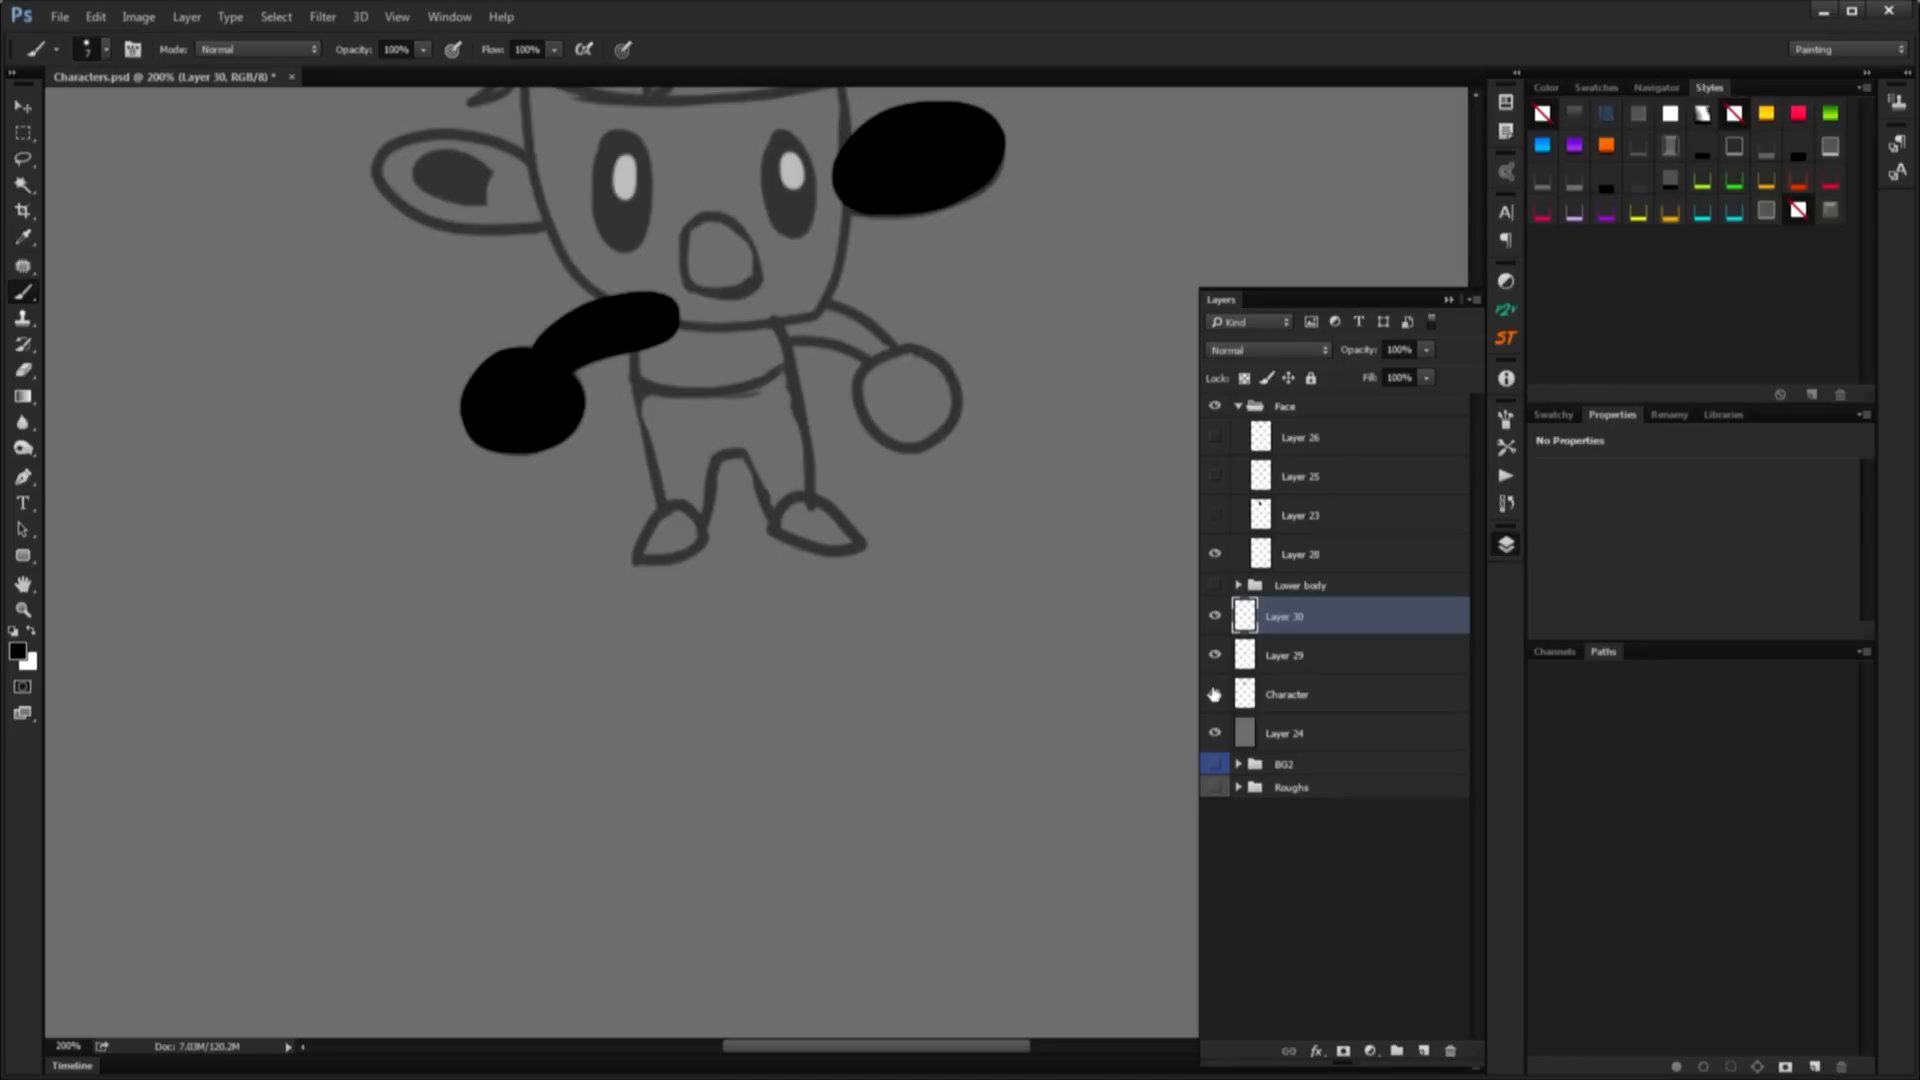 Ps File Edit Image Layer Type Select Filter 3D View Window Help
7 Mode: Normal Opacity: 100% Flow: 100% Painting
Characters.psd @ 200% (Layer 30, RGB/8) * ×
Color Swatches Navigator Styles
Layers
Kind
Normal Opacity: 100%
Lock: Fill: 100%
Face
Layer 26
Layer 25
Layer 23
Layer 28
Lower body
Layer 30
Layer 29
Character
Layer 24
BG2
Roughs
P2V
ST
Swatchy Properties Renamy Libraries
No Properties
Channels Paths
200% Doc: 7.03M/120.2M
Timeline